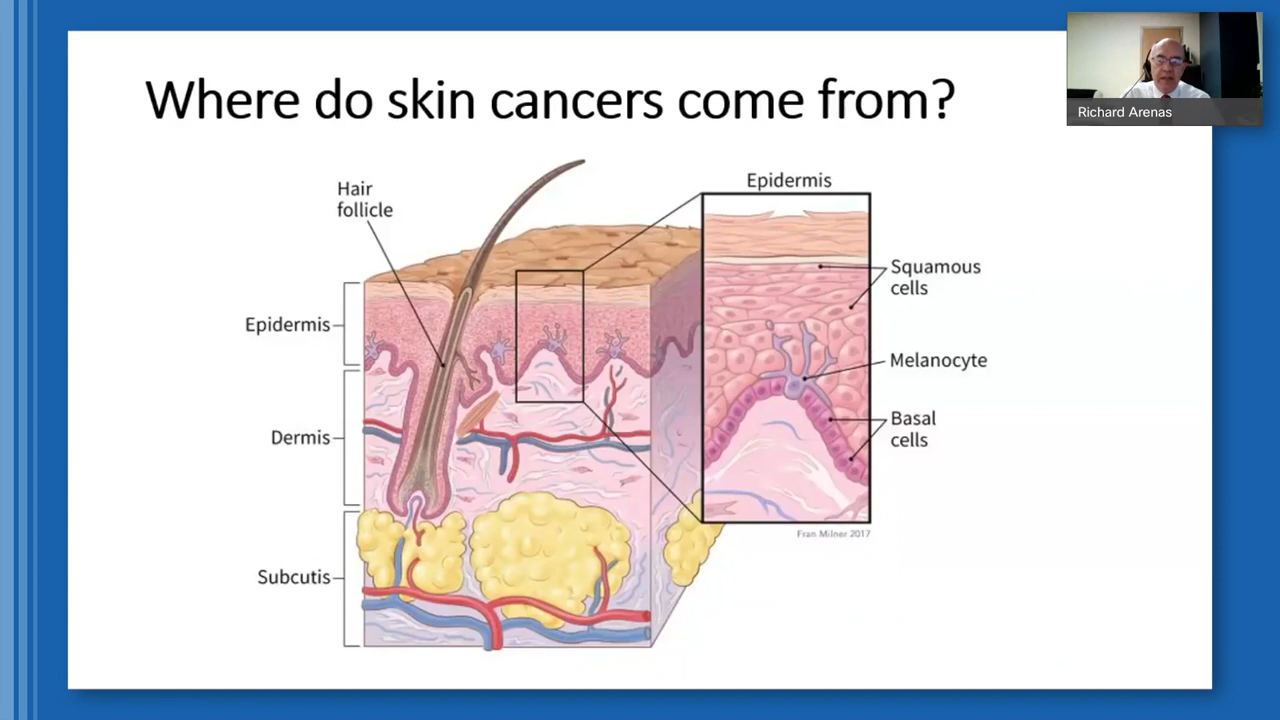 Where do skin cancers come from?
Richard Arenas
Hair
follicle
Epidermis
Dermis
Subcutis
Epidermis
Squamous
cells
Melanocyte
Basal
cells
Fran Milner 2017